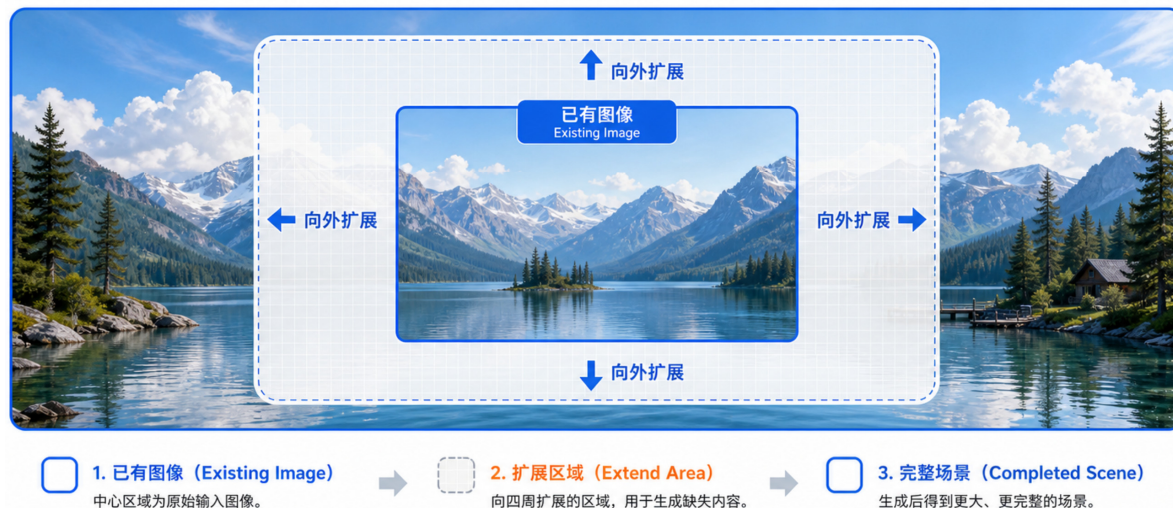 向外扩展
已有图像
Existing Image
向外扩展
向外扩展
向外扩展
1. 已有图像（Existing Image）
中心区域为原始输入图像。
2. 扩展区域（Extend Area）
向四周扩展的区域，用于生成缺失内容。
3. 完整场景（Completed Scene）
生成后得到更大、更完整的场景。